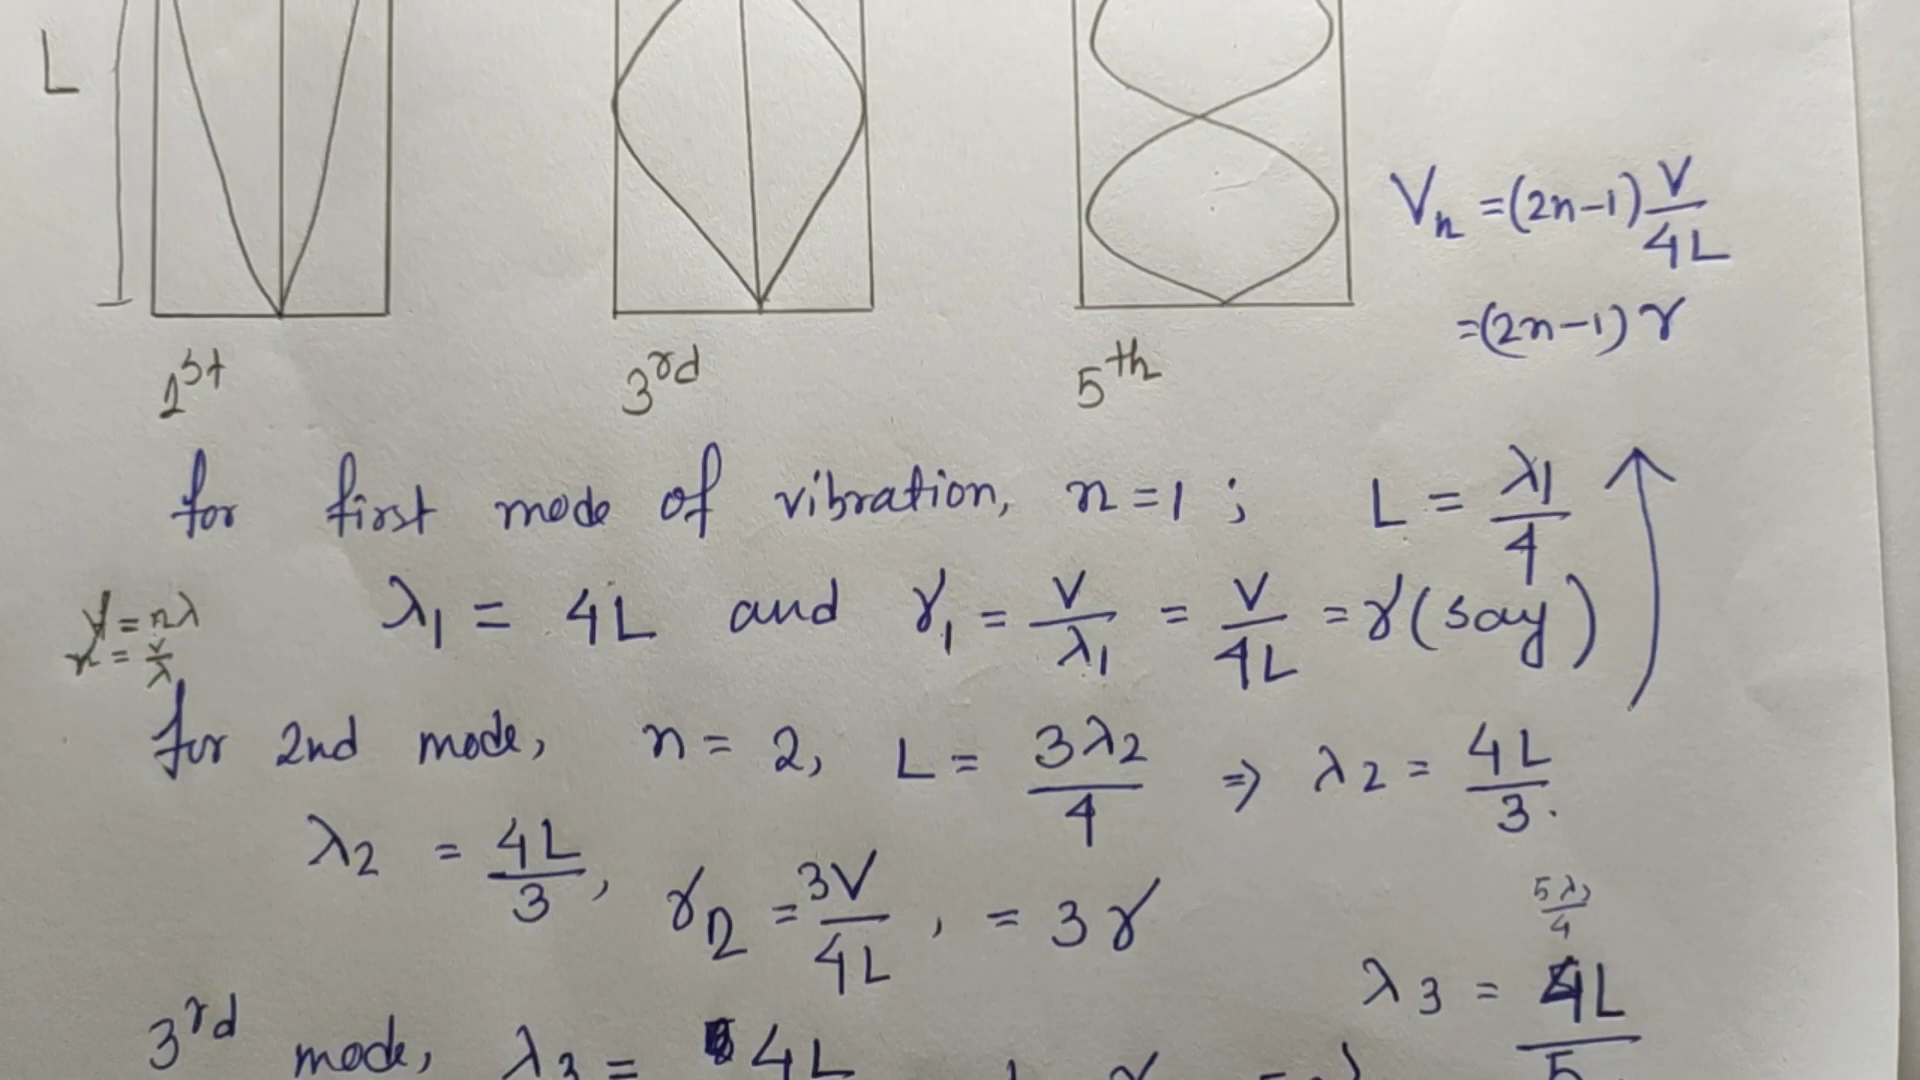 L
1st 3rd 5th
Vn = (2n-1) V/4L
= (2n-1) γ
for first mode of vibration, n=1 ; L = λ1/4
λ1 = 4L and γ1 = V/λ1 = V/4L = γ (say)
V = nλ
n = V/λ
for 2nd mode, n = 2, L = 3λ2/4 ⇒ λ2 = 4L/3.
λ2 = 4L/3, γ2 = 3V/4L, = 3γ
5λ3/4
λ3 = 4L/5
3rd mode, λ3 = 4L